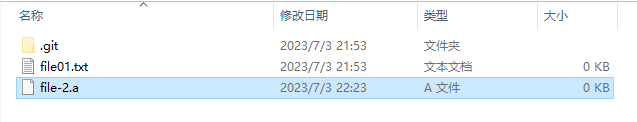 名称 修改日期 类型 大小
.git 2023/7/3 21:53 文件夹
file01.txt 2023/7/3 21:53 文本文档 0 KB
file-2.a 2023/7/3 22:23 A 文件 0 KB